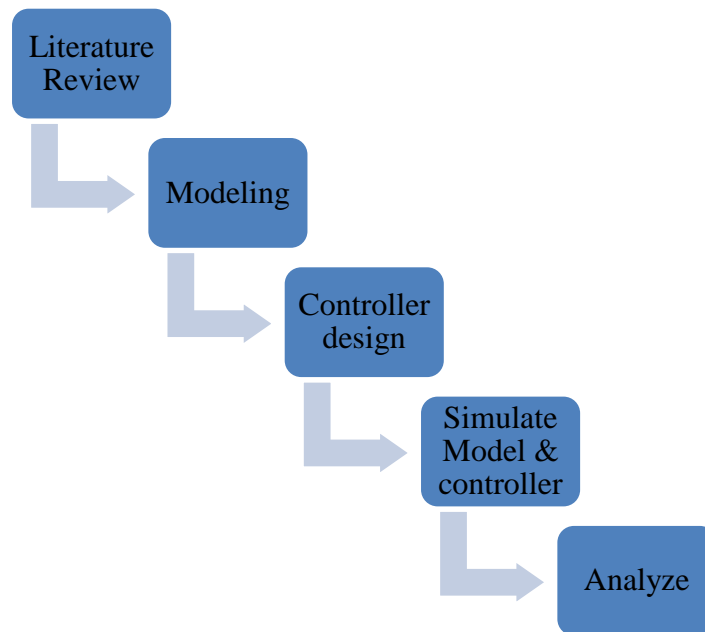 Literature
Review
Modeling
Controller
design
Simulate
Model &
controller
Analyze